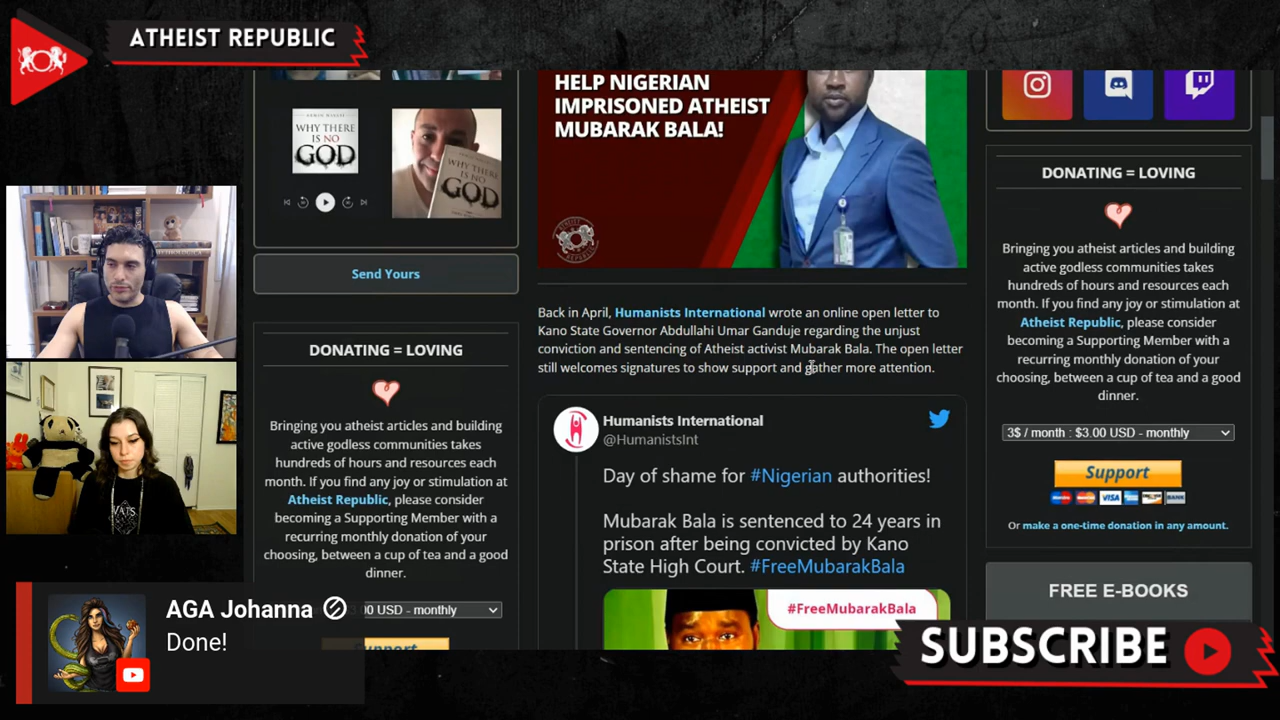 ATHEIST REPUBLIC
WHY THERE
IS NO
GOD
WHY THERE
IS NO
GOD
Send Yours
DONATING = LOVING
Bringing you atheist articles and building
active godless communities takes
hundreds of hours and resources each
month. If you find any joy or stimulation at
Atheist Republic, please consider
becoming a Supporting Member with a
recurring monthly donation of your
choosing, between a cup of tea and a good
dinner.
00 USD - monthly
HELP NIGERIAN
IMPRISONED ATHEIST
MUBARAK BALA!
Back in April, Humanists International wrote an online open letter to
Kano State Governor Abdullahi Umar Ganduje regarding the unjust
conviction and sentencing of Atheist activist Mubarak Bala. The open letter
still welcomes signatures to show support and gather more attention.
Humanists International
@HumanistsInt
Day of shame for #Nigerian authorities!
Mubarak Bala is sentenced to 24 years in
prison after being convicted by Kano
State High Court. #FreeMubarakBala
#FreeMubarakBala
DONATING = LOVING
Bringing you atheist articles and building
active godless communities takes
hundreds of hours and resources each
month. If you find any joy or stimulation at
Atheist Republic, please consider
becoming a Supporting Member with a
recurring monthly donation of your
choosing, between a cup of tea and a good
dinner.
3$ / month : $3.00 USD - monthly
Support
VISA
BANK
Or make a one-time donation in any amount.
FREE E-BOOKS
AGA Johanna
Done!
SUBSCRIBE